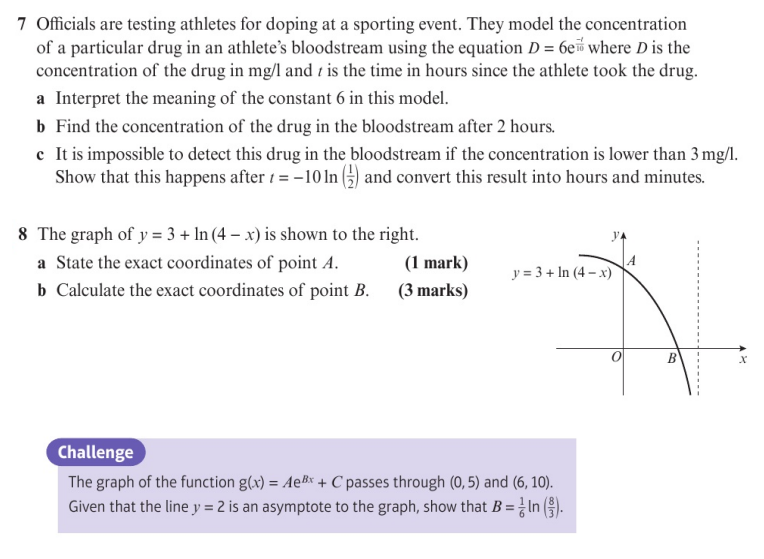 7 Officials are testing athletes for doping at a sporting event. They model the concentration
of a particular drug in an athlete's bloodstream using the equation D = 6e^(−t/10) where D is the
concentration of the drug in mg/l and t is the time in hours since the athlete took the drug.
a Interpret the meaning of the constant 6 in this model.
b Find the concentration of the drug in the bloodstream after 2 hours.
c It is impossible to detect this drug in the bloodstream if the concentration is lower than 3 mg/l.
Show that this happens after t = −10 ln (1/2) and convert this result into hours and minutes.
8 The graph of y = 3 + ln (4 − x) is shown to the right.
a State the exact coordinates of point A. (1 mark)
b Calculate the exact coordinates of point B. (3 marks)
y
A
y = 3 + ln (4 − x)
O
B
x
Challenge
The graph of the function g(x) = Ae^(Bx) + C passes through (0, 5) and (6, 10).
Given that the line y = 2 is an asymptote to the graph, show that B = 1/6 ln (8/3).